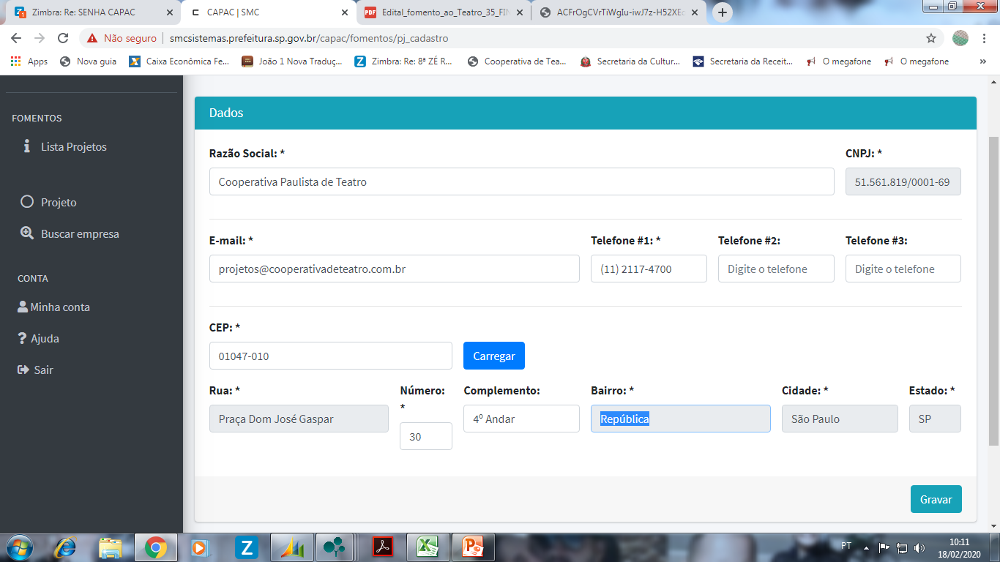 Zimbra: Re: SENHA CAPAC
CAPAC | SMC
Edital_fomento_ao_Teatro_35_FIN
ACFrOgCVrTiWgIu-iwJ7z-H52XEc
Não seguro
smcsistemas.prefeitura.sp.gov.br/capac/fomentos/pj_cadastro
Apps
Nova guia
Caixa Econômica Fe...
João 1 Nova Traduç...
Zimbra: Re: 8ª ZÉ R...
Cooperativa de Tea...
Secretaria da Cultur...
Secretaria da Receit...
O megafone
O megafone
»
FOMENTOS
Lista Projetos
Projeto
Buscar empresa
CONTA
Minha conta
Ajuda
Sair
Dados
Razão Social: * CNPJ: *
Cooperativa Paulista de Teatro 51.561.819/0001-69
E-mail: * Telefone #1: * Telefone #2: Telefone #3:
projetos@cooperativadeteatro.com.br (11) 2117-4700 Digite o telefone Digite o telefone
CEP: *
01047-010 Carregar
Rua: * Número: * Complemento: Bairro: * Cidade: * Estado: *
Praça Dom José Gaspar 30 4º Andar República São Paulo SP
Gravar
PT
10:11
18/02/2020